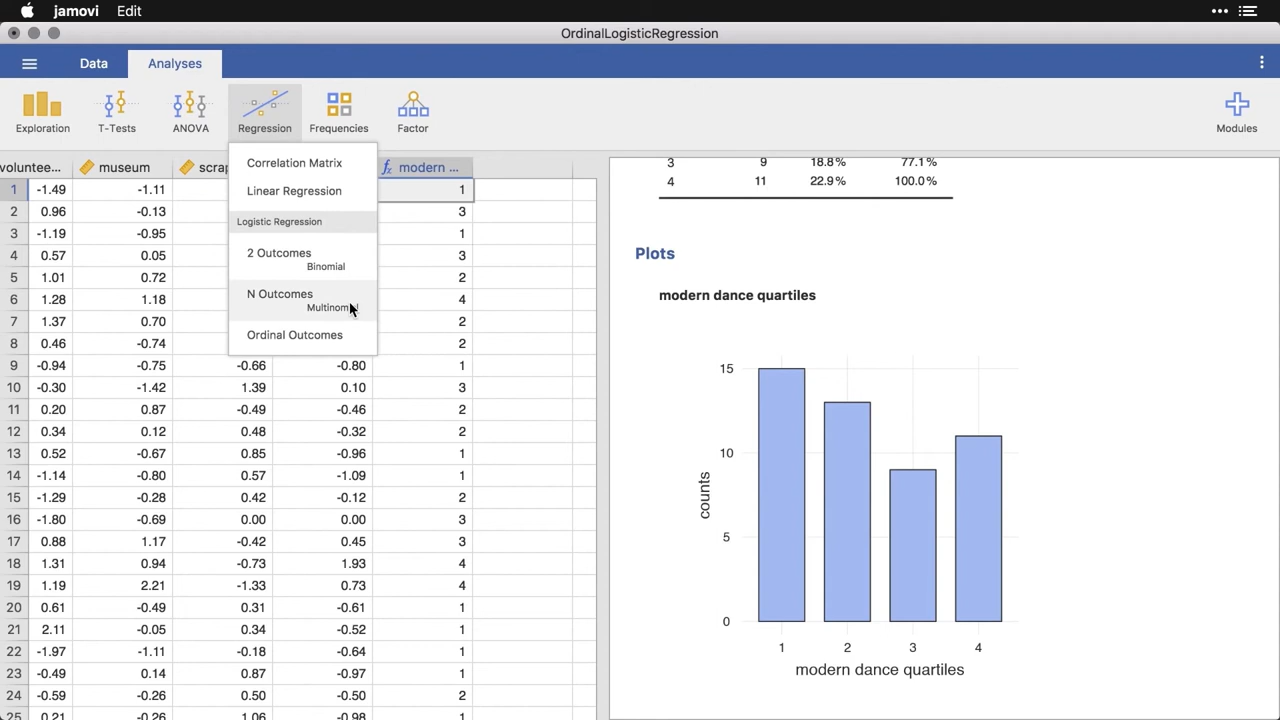 jamovi Edit
OrdinalLogisticRegression
Data Analyses
Exploration T-Tests ANOVA Regression Frequencies Factor Modules
Correlation Matrix
Linear Regression
Logistic Regression
2 Outcomes
Binomial
N Outcomes
Ordinal Outcomes
voluntee... museum scrap modern ...
1 -1.49 -1.11 1
2 0.96 -0.13 3
3 -1.19 -0.95 1
4 0.57 0.05 3
5 1.01 0.72 2
6 1.28 1.18 4
7 1.37 0.70 2
8 0.46 -0.74 2
9 -0.94 -0.75 -0.66 -0.80 1
10 -0.30 -1.42 1.39 0.10 3
11 0.20 0.87 -0.49 -0.46 2
12 0.34 0.12 0.48 -0.32 2
13 0.52 -0.67 0.85 -0.96 1
14 -1.14 -0.80 0.57 -1.09 1
15 -1.29 -0.28 0.42 -0.12 2
16 -1.80 -0.69 0.00 0.00 3
17 0.88 1.17 -0.42 0.45 3
18 1.31 0.94 -0.73 1.93 4
19 1.19 2.21 -1.33 0.73 4
20 0.61 -0.49 0.31 -0.61 1
21 2.11 -0.05 0.34 -0.52 1
22 -1.97 -1.11 -0.18 -0.64 1
23 -0.49 0.14 0.87 -0.97 1
24 -0.59 -0.26 0.50 -0.50 2
25 0.21 -0.26 1.06 -0.98 1
3 9 18.8% 77.1%
4 11 22.9% 100.0%
Plots
modern dance quartiles
15
10
5
0
counts
1 2 3 4
modern dance quartiles